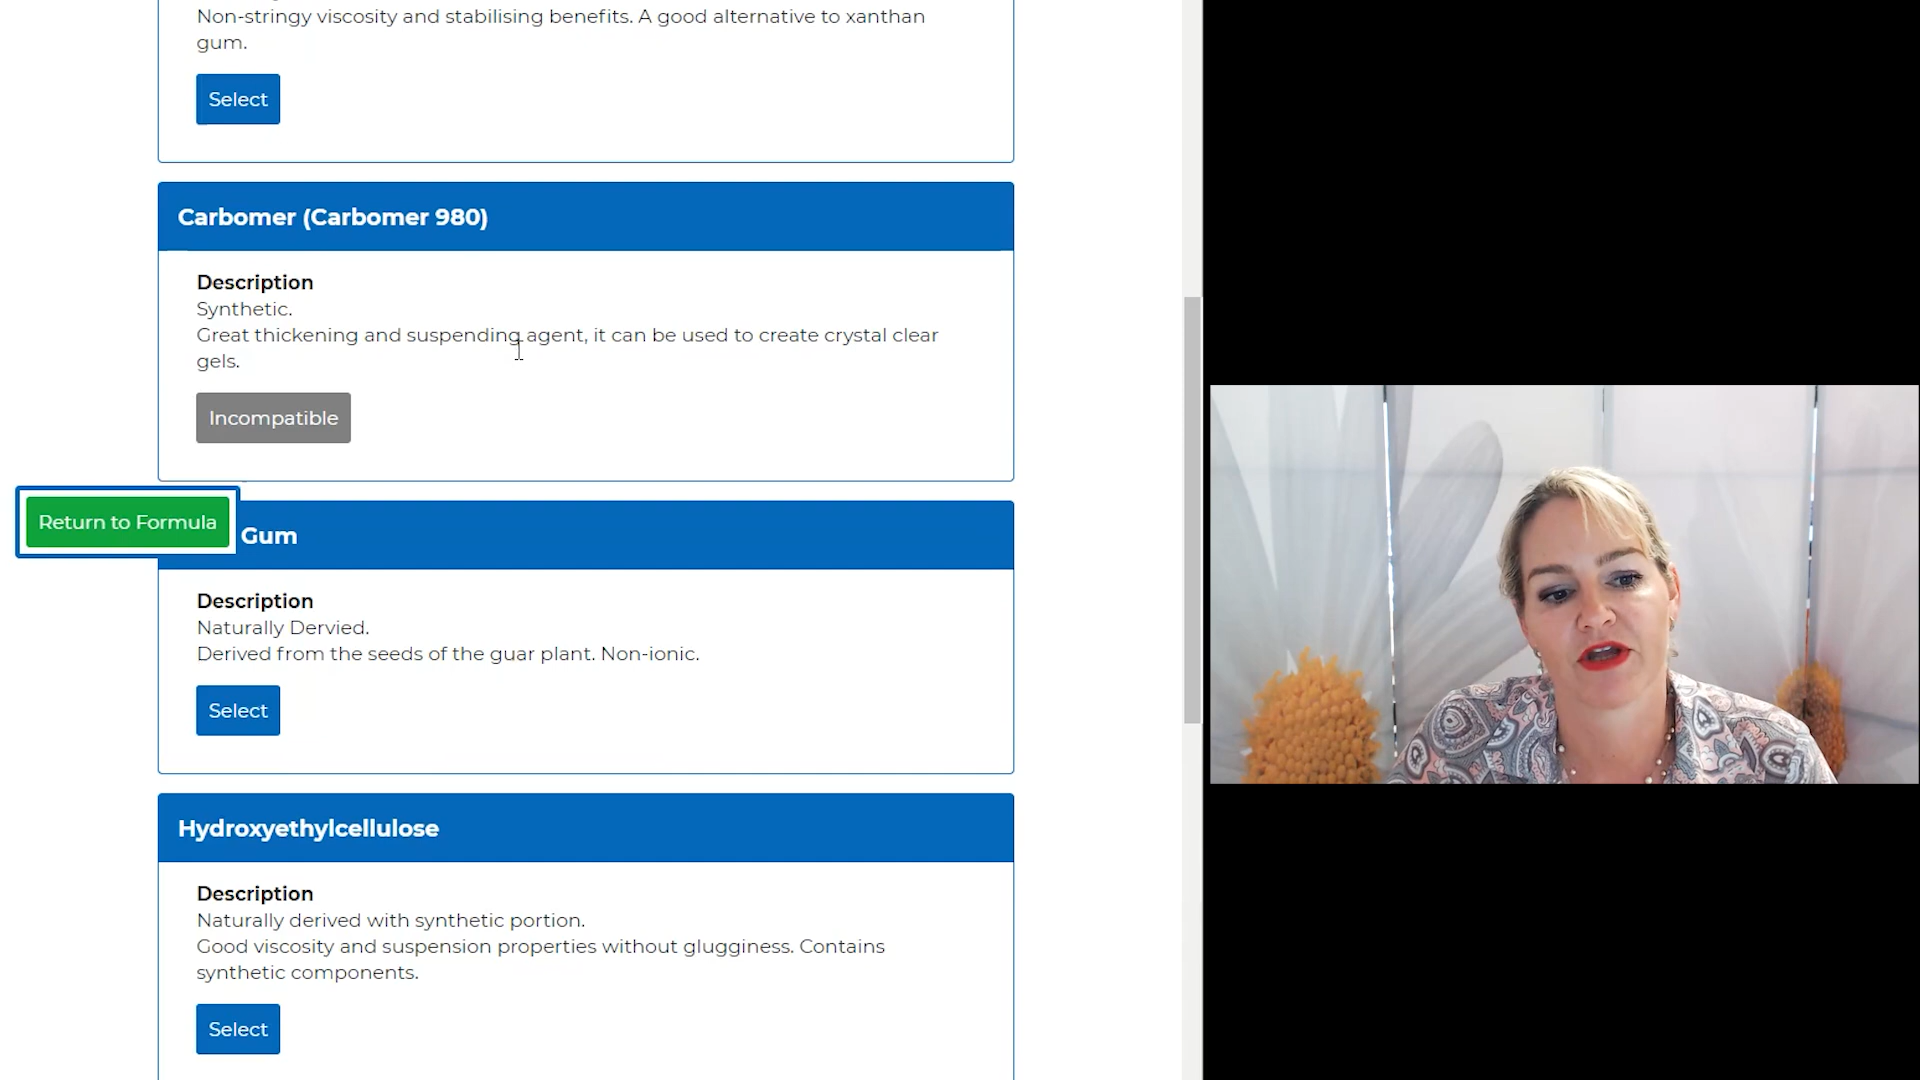 Non-stringy viscosity and stabilising benefits. A good alternative to xanthan
gum.
Select
Carbomer (Carbomer 980)
Description
Synthetic.
Great thickening and suspending agent, it can be used to create crystal clear
gels.
Incompatible
Return to Formula
Gum
Description
Naturally Dervied.
Derived from the seeds of the guar plant. Non-ionic.
Select
Hydroxyethylcellulose
Description
Naturally derived with synthetic portion.
Good viscosity and suspension properties without glugginess. Contains
synthetic components.
Select